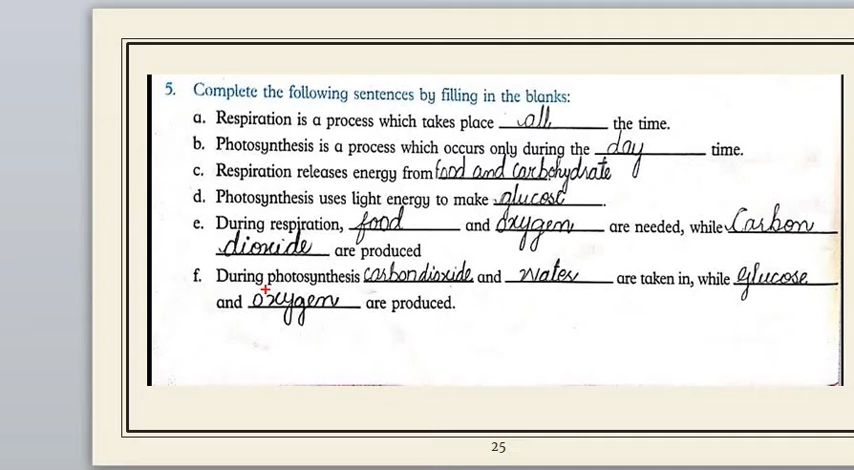 5. Complete the following sentences by filling in the blanks:
a. Respiration is a process which takes place all the time.
b. Photosynthesis is a process which occurs only during the day time.
c. Respiration releases energy from food and carbohydrate
d. Photosynthesis uses light energy to make glucose.
e. During respiration, food and oxygen are needed, while Carbon
dioxide are produced
f. During photosynthesis carbondioxide and water are taken in, while glucose
and oxygen are produced.
25